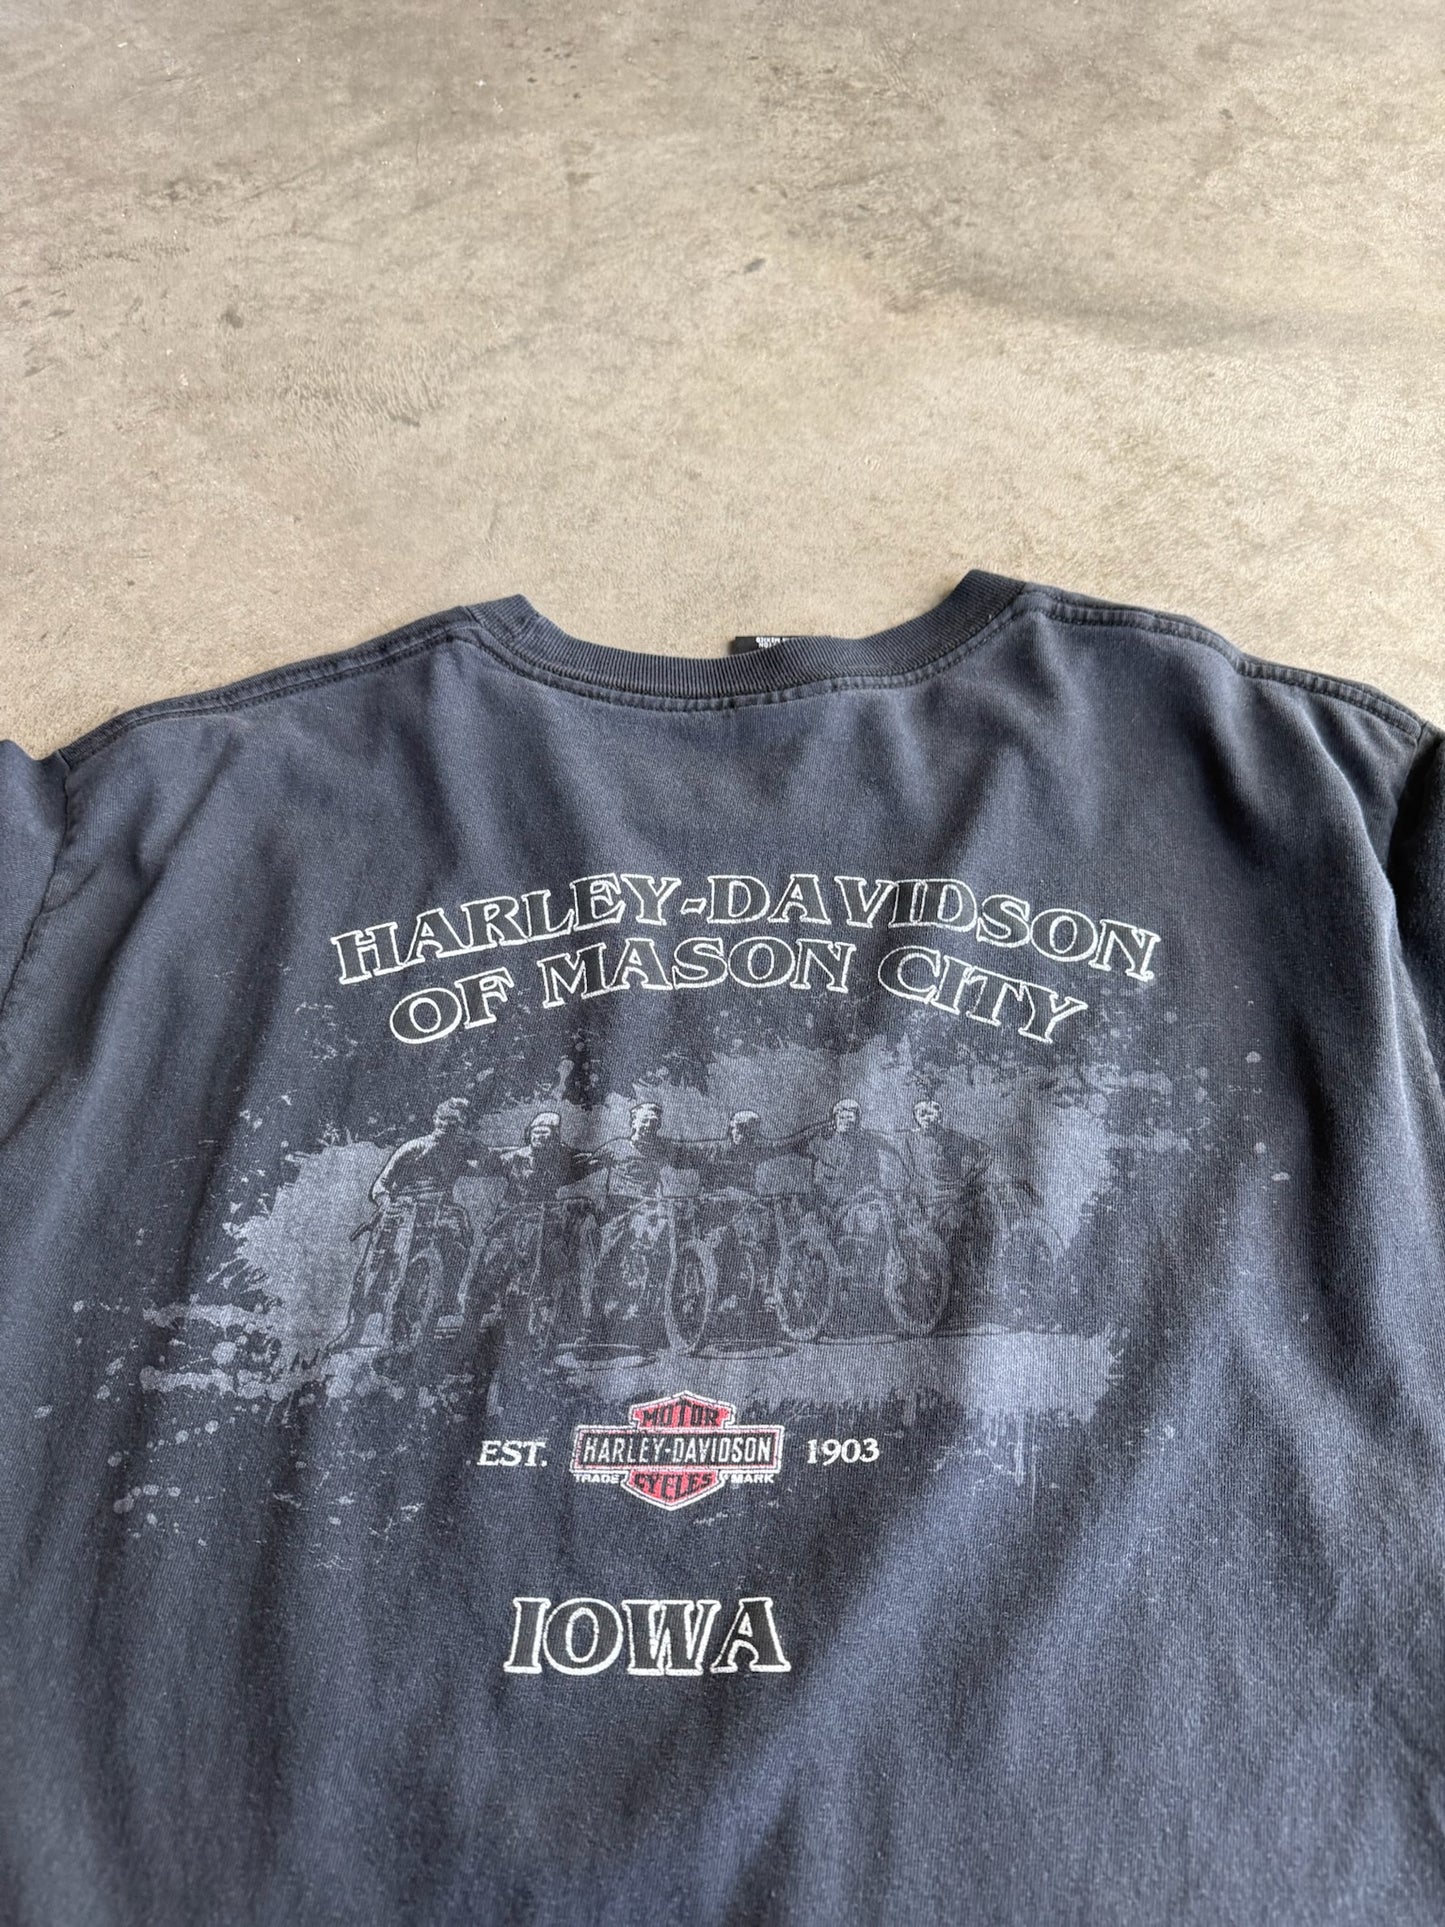 HARLEY-DAVIDSON
OF MASON CITY
EST.
MOTOR
HARLEY-DAVIDSON
TRADE MARK
CYCLES
1903
IOWA